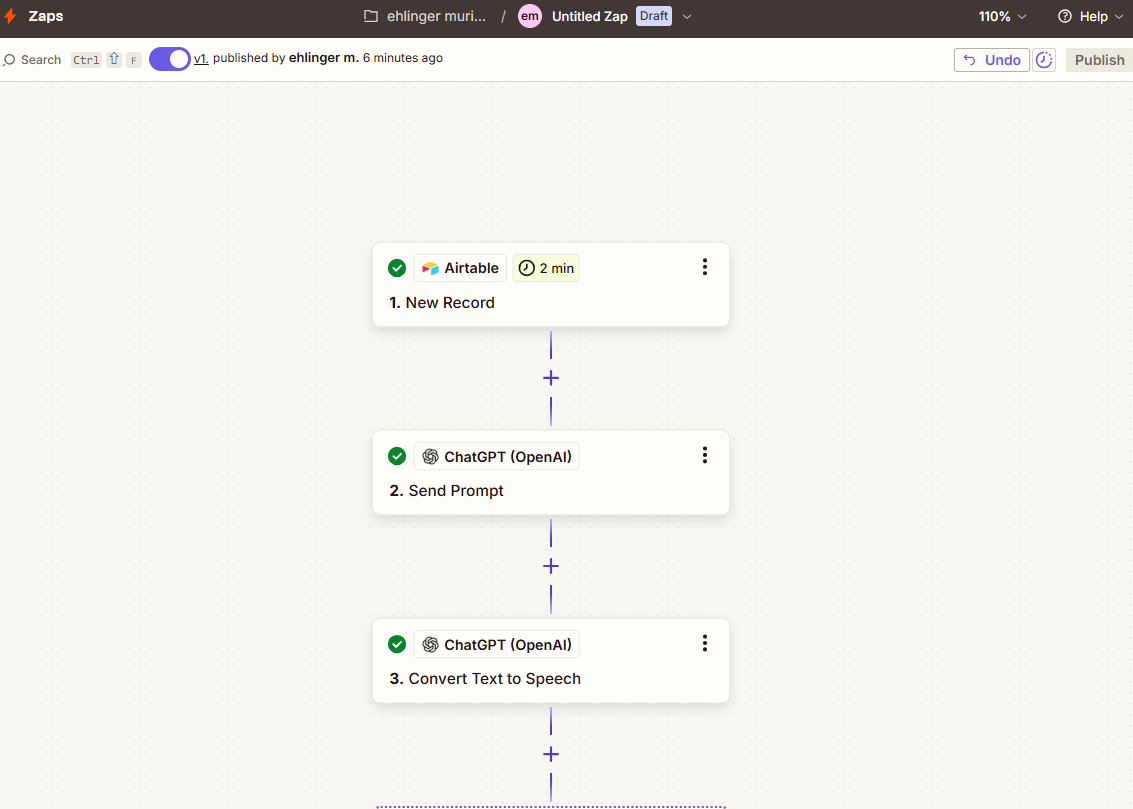 Zaps
ehlinger muri... / em Untitled Zap Draft
110%
Help
Search Ctrl ⇧ F
v1. published by ehlinger m. 6 minutes ago
Undo
Publish
Airtable 2 min
1. New Record
ChatGPT (OpenAI)
2. Send Prompt
ChatGPT (OpenAI)
3. Convert Text to Speech